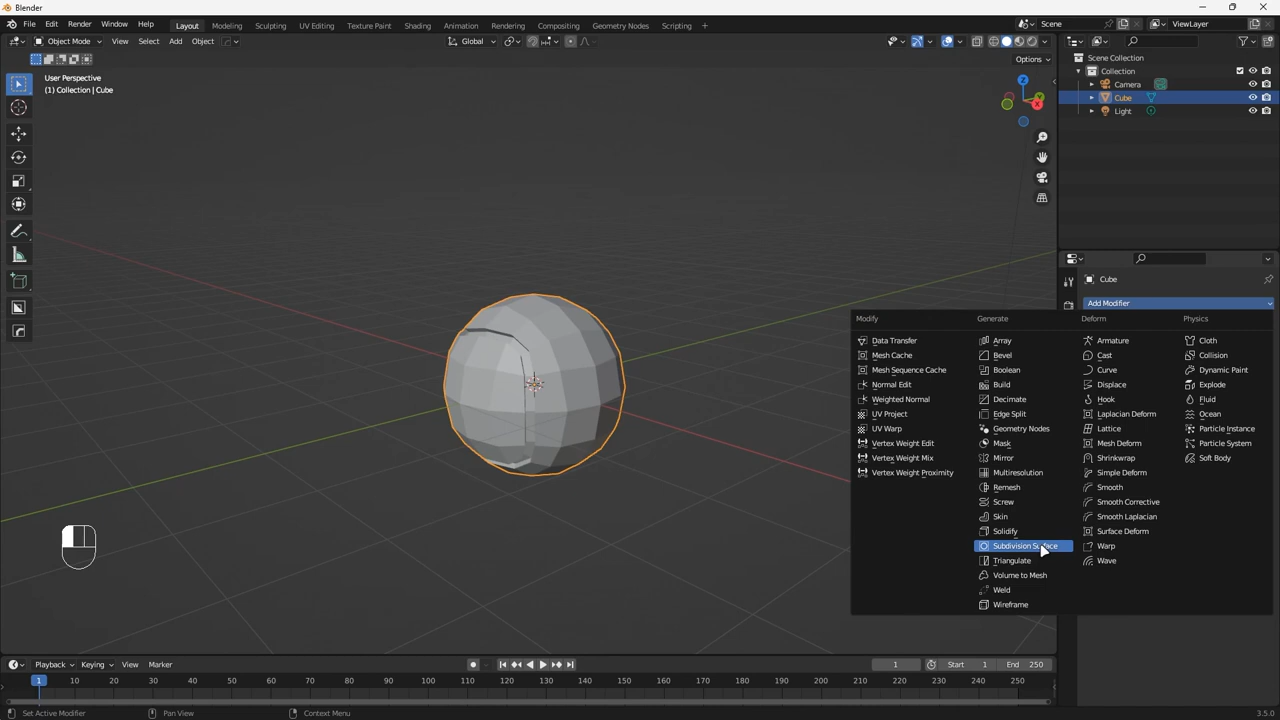 Blender
File Edit Render Window Help Layout Modeling Sculpting UV Editing Texture Paint Shading Animation Rendering Compositing Geometry Nodes Scripting + Scene ViewLayer
Object Mode View Select Add Object Global
Options
User Perspective
(1) Collection | Cube
Z
Y
X
Scene Collection
Collection
Camera
Cube
Light
Cube
Add Modifier
Modify Generate Deform Physics
Data Transfer Array Armature Cloth
Mesh Cache Bevel Cast Collision
Mesh Sequence Cache Boolean Curve Dynamic Paint
Normal Edit Build Displace Explode
Weighted Normal Decimate Hook Fluid
UV Project Edge Split Laplacian Deform Ocean
UV Warp Geometry Nodes Lattice Particle Instance
Vertex Weight Edit Mask Mesh Deform Particle System
Vertex Weight Mix Mirror Shrinkwrap Soft Body
Vertex Weight Proximity Multiresolution Simple Deform
Remesh Smooth
Screw Smooth Corrective
Skin Smooth Laplacian
Solidify Surface Deform
Subdivision Surface Warp
Triangulate Wave
Volume to Mesh
Weld
Wireframe
Playback Keying View Marker 1 Start 1 End 250
1 10 20 30 40 50 60 70 80 90 100 110 120 130 140 150 160 170 180 190 200 210 220 230 240 250
Set Active Modifier Pan View Context Menu 3.5.0